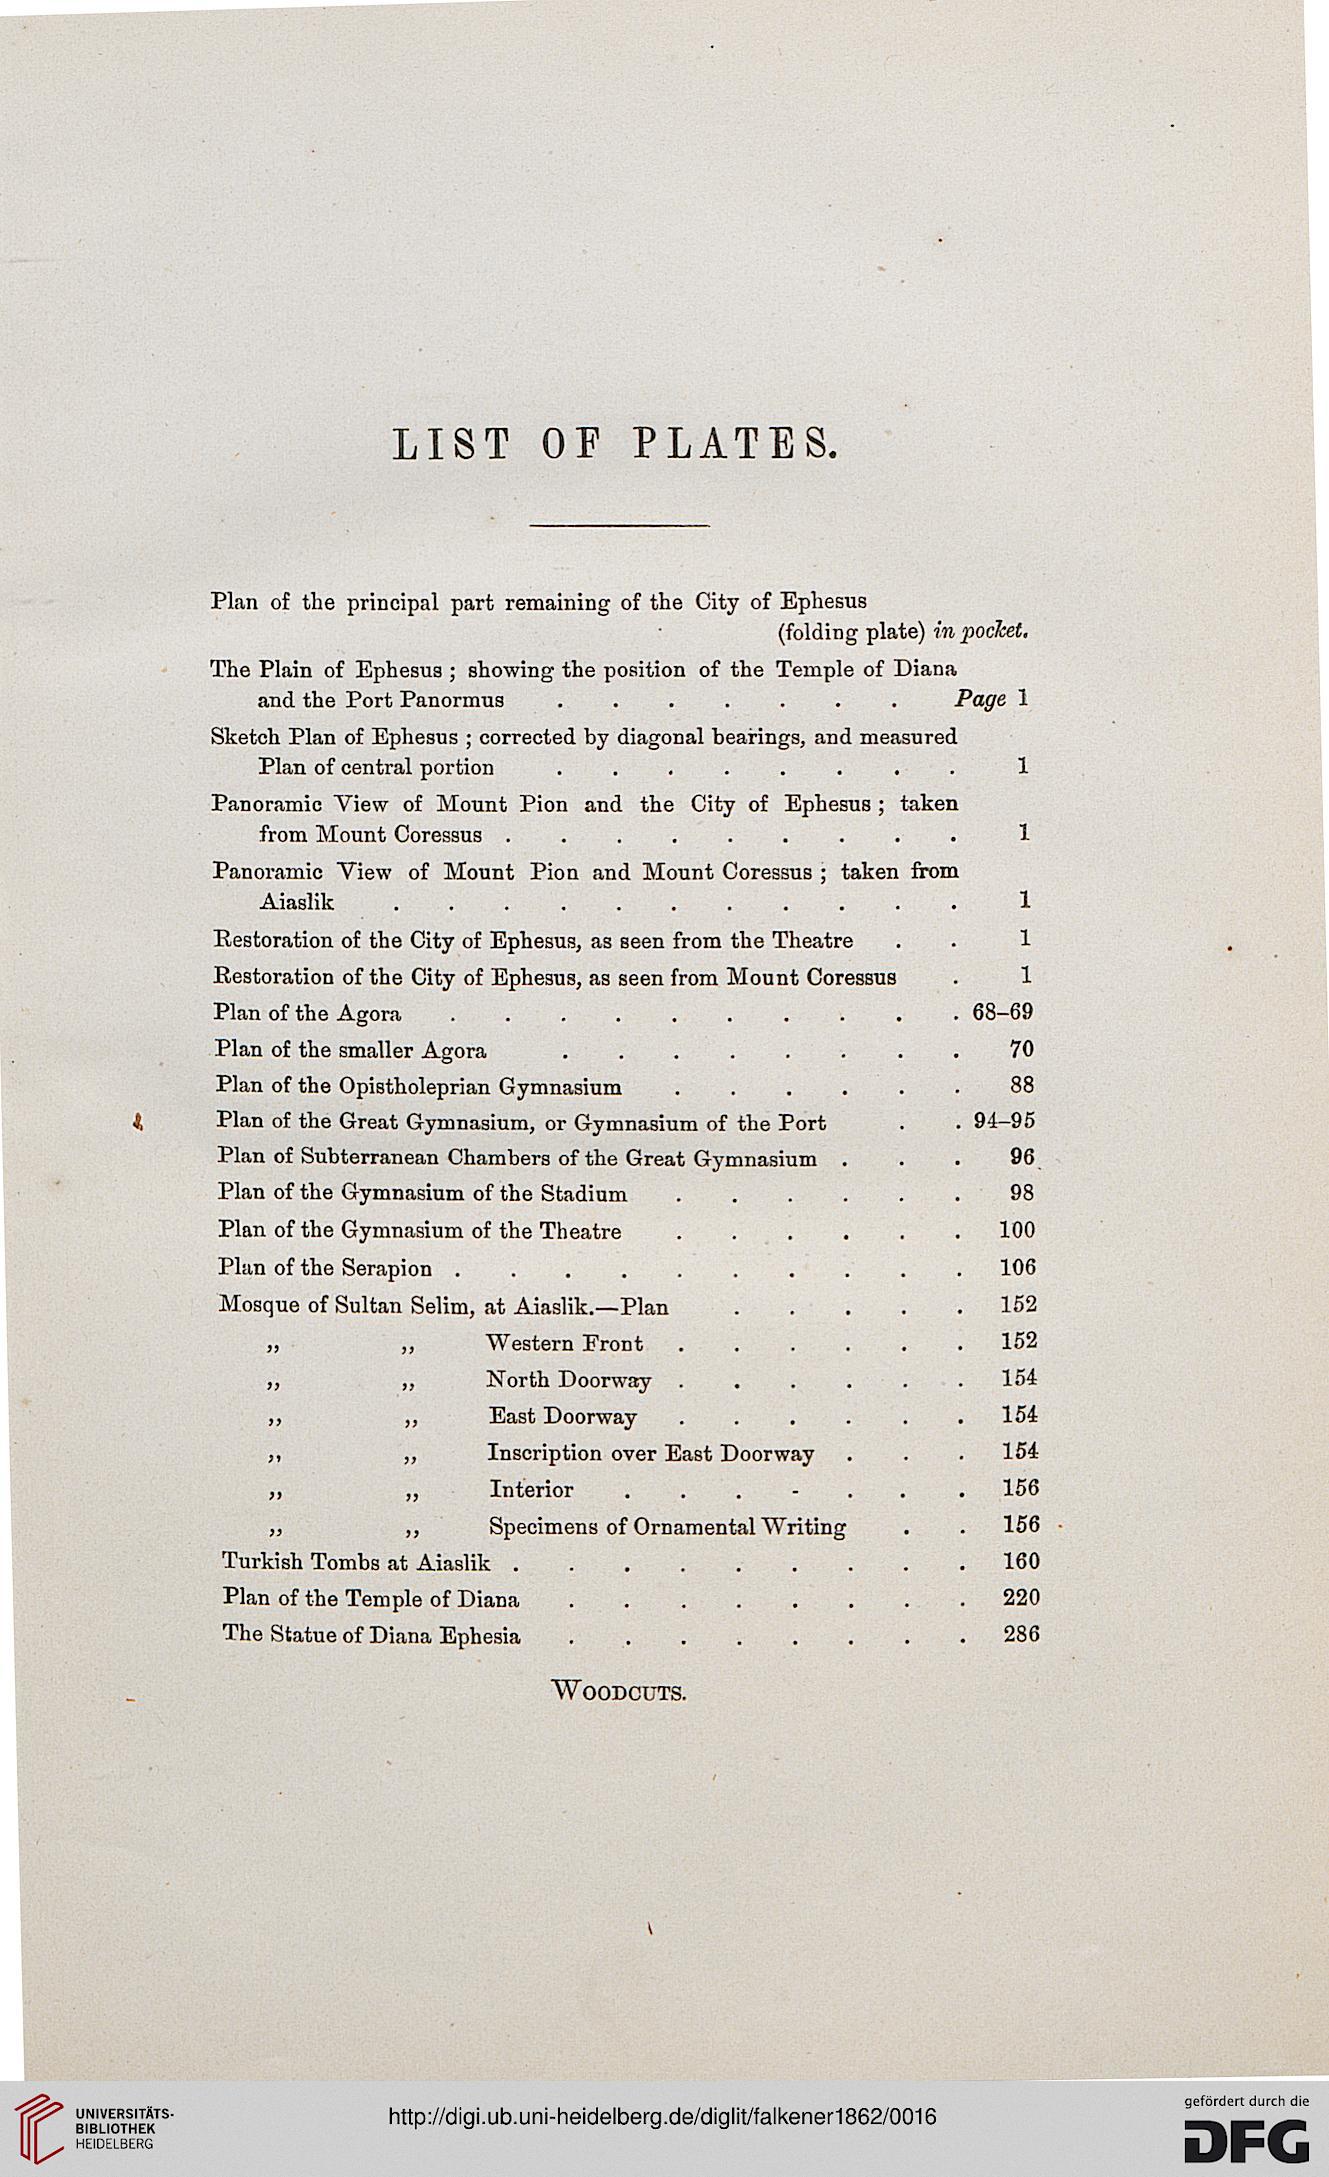 LIST OF PLATES.
Plan of the principal part remaining of the City of Ephesus
(folding plate) in pocket.
The Plain of Ephesus ; showing the position of the Temple of Diana
and the Port Panormus . . . . . . . Page 1
Sketch Plan of Ephesus ; corrected by diagonal bearings, and measured
Plan of central portion . . . . . . . . 1
Panoramic View of Mount Pion and the City of Ephesus ; taken
from Mount Coressus . . . . . . . . . 1
Panoramic View of Mount Pion and Mount Coressus ; taken from
Aiaslik . . . . . . . . . . . 1
Restoration of the City of Ephesus, as seen from the Theatre . . 1
Restoration of the City of Ephesus, as seen from Mount Coressus . 1
Plan of the Agora . . . . . . . . . . 68–69
Plan of the smaller Agora . . . . . . . . 70
Plan of the Opistholeprian Gymnasium . . . . . . 88
Plan of the Great Gymnasium, or Gymnasium of the Port . . 94–95
Plan of Subterranean Chambers of the Great Gymnasium . . . 96
Plan of the Gymnasium of the Stadium . . . . . . 98
Plan of the Gymnasium of the Theatre . . . . . . 100
Plan of the Serapion . . . . . . . . . . 106
Mosque of Sultan Selim, at Aiaslik.—Plan . . . . . 152
„ „ Western Front . . . . . . 152
„ „ North Doorway . . . . . . 154
„ „ East Doorway . . . . . . 154
„ „ Inscription over East Doorway . . . 154
„ „ Interior . . . - . . . 156
„ „ Specimens of Ornamental Writing . . 156
Turkish Tombs at Aiaslik . . . . . . . . . 160
Plan of the Temple of Diana . . . . . . . . 220
The Statue of Diana Ephesia . . . . . . . . 286
WOODCUTS.
UNIVERSITÄTS-
BIBLIOTHEK
HEIDELBERG
http://digi.ub.uni-heidelberg.de/diglit/falkener1862/0016
gefördert durch die
DFG